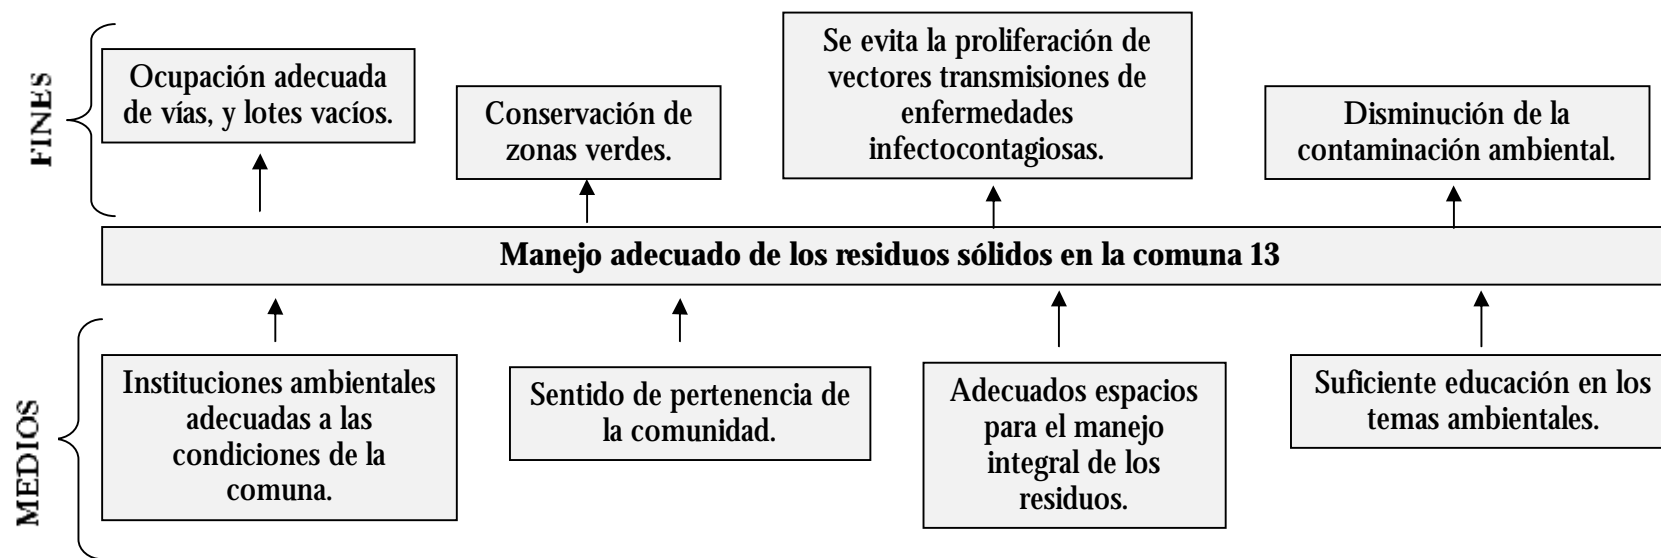 FINES
Ocupación adecuada
de vías, y lotes vacíos.
Conservación de
zonas verdes.
Se evita la proliferación de
vectores transmisiones de
enfermedades
infectocontagiosas.
Disminución de la
contaminación ambiental.
Manejo adecuado de los residuos sólidos en la comuna 13
MEDIOS
Instituciones ambientales
adecuadas a las
condiciones de la
comuna.
Sentido de pertenencia de
la comunidad.
Adecuados espacios
para el manejo
integral de los
residuos.
Suficiente educación en los
temas ambientales.